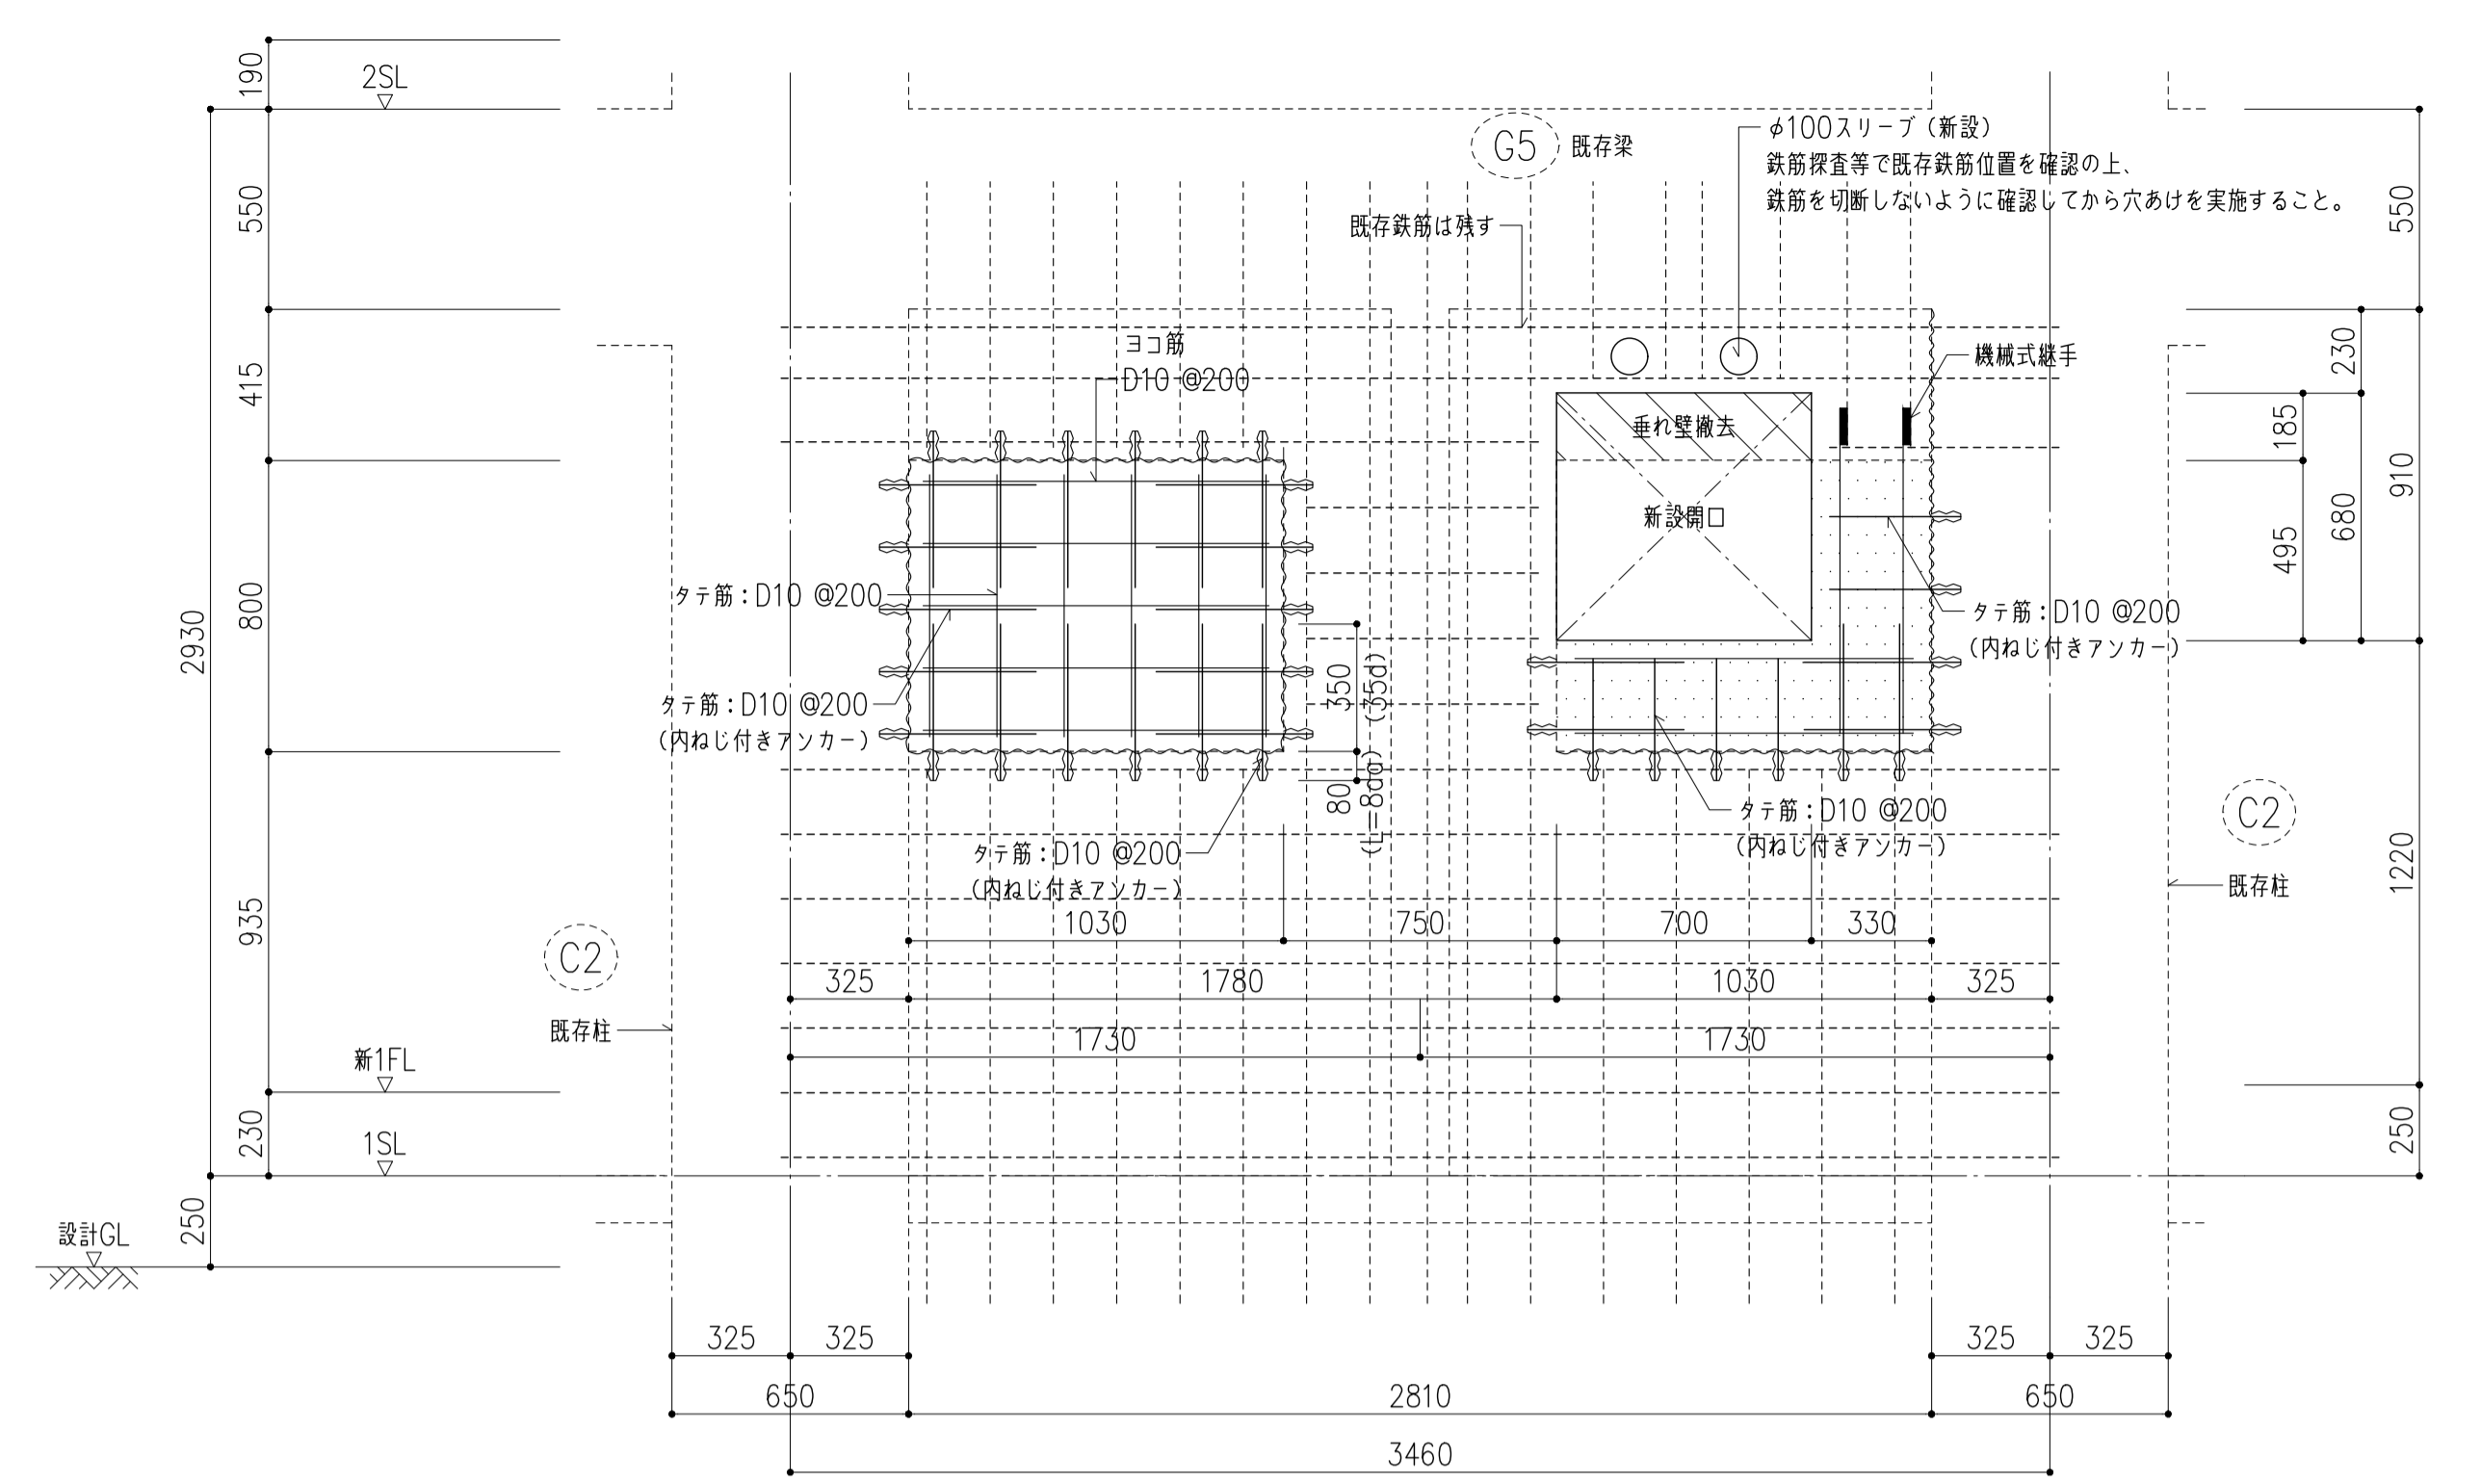 190
2SL
550
415
800
2930
935
新1FL
230
1SL
250
設計GL
G5
既存梁
φ100スリーブ（新設）
鉄筋探査等で既存鉄筋位置を確認の上、
鉄筋を切断しないように確認してから穴あけを実施すること。
既存鉄筋は残す
ヨコ筋
D10 @200
機械式継手
垂れ壁撤去
新設開口
タテ筋：D10 @200
タテ筋：D10 @200
（内ねじ付きアンカー）
タテ筋：D10 @200
（内ねじ付きアンカー）
タテ筋：D10 @200
（内ねじ付きアンカー）
タテ筋：D10 @200
（内ねじ付きアンカー）
350
(35d)
80
(L=8da)
550
230
185
910
495
680
1220
250
C2
既存柱
C2
既存柱
1030
750
700
330
325
1780
1030
325
1730
1730
325
325
325
325
650
2810
650
3460